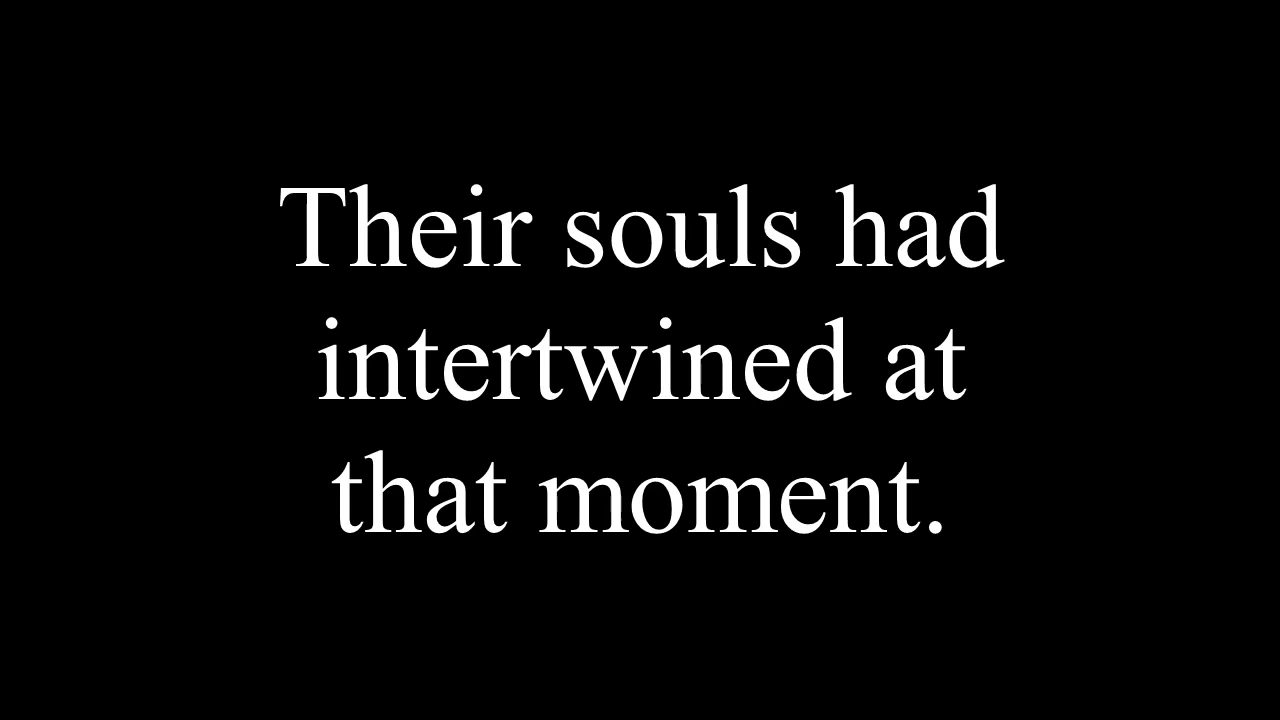 Their souls had
intertwined at
that moment.